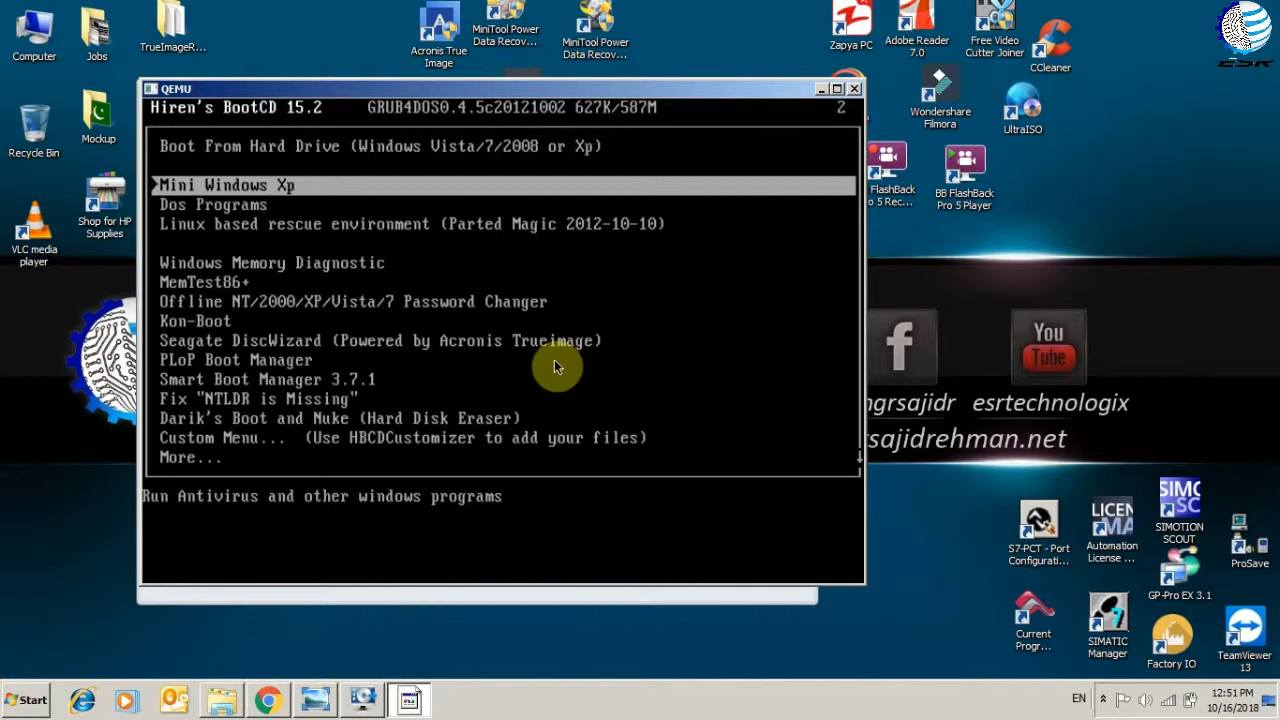 Computer
Jobs
TrueImageR...
Acronis True
Image
MiniTool Power
Data Recov...
MiniTool Power
Data Recov...
Zapya PC
Adobe Reader
7.0
Free Video
Cutter Joiner
CCleaner
ESR
Recycle Bin
Mockup
Wondershare
Filmora
UltraISO
VLC media
player
Shop for HP
Supplies
FlashBack
o 5 Rec...
BB FlashBack
Pro 5 Player
QEMU
Hiren's BootCD 15.2 GRUB4DOS0.4.5c20121002 627K/587M 2
Boot From Hard Drive (Windows Vista/7/2008 or Xp)
Mini Windows Xp
Dos Programs
Linux based rescue environment (Parted Magic 2012-10-10)
Windows Memory Diagnostic
MemTest86+
Offline NT/2000/XP/Vista/7 Password Changer
Kon-Boot
Seagate DiscWizard (Powered by Acronis Trueimage)
PLoP Boot Manager
Smart Boot Manager 3.7.1
Fix "NTLDR is Missing"
Darik's Boot and Nuke (Hard Disk Eraser)
Custom Menu... (Use HBCDCustomizer to add your files)
More...
Run Antivirus and other windows programs
f
You
Tube
ngrsajidr esrtechnologix
rsajidrehman.net
S7-PCT - Port
Configurati...
LICEN
MA
Automation
License ...
SIMO
SC
SIMOTION
SCOUT
ProSave
GP-Pro EX 3.1
Current
Progr...
SIMATIC
Manager
Factory IO
TeamViewer
13
Start
EN
12:51 PM
10/16/2018